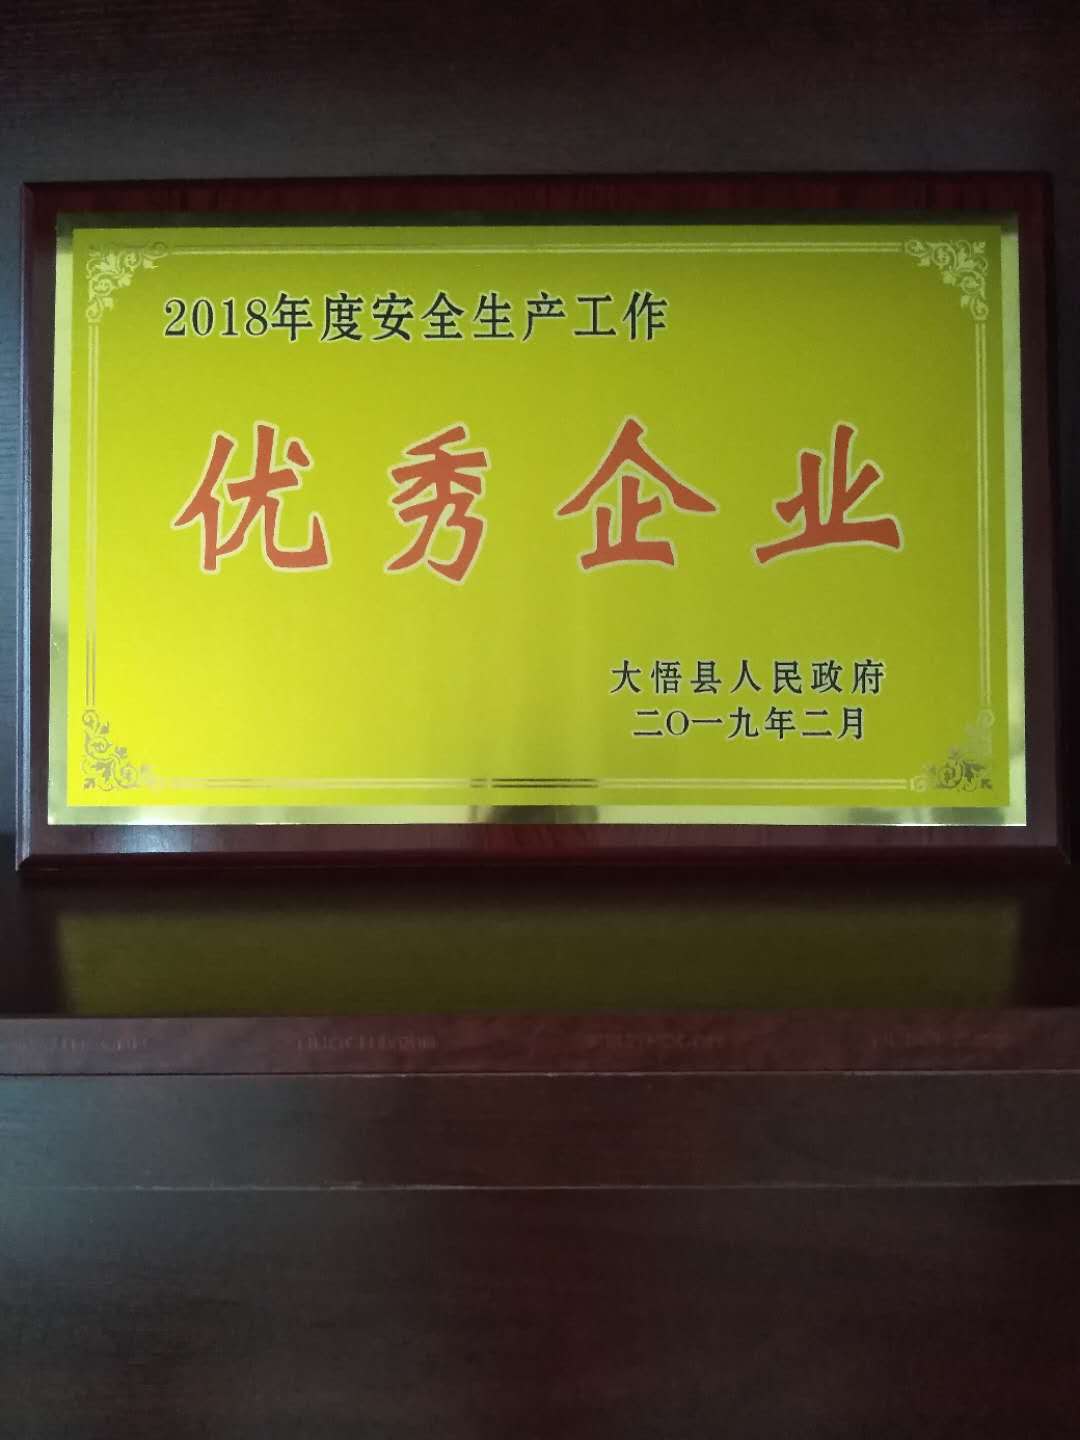 2018年度安全生产工作
优秀企业
大悟县人民政府
二〇一九年二月